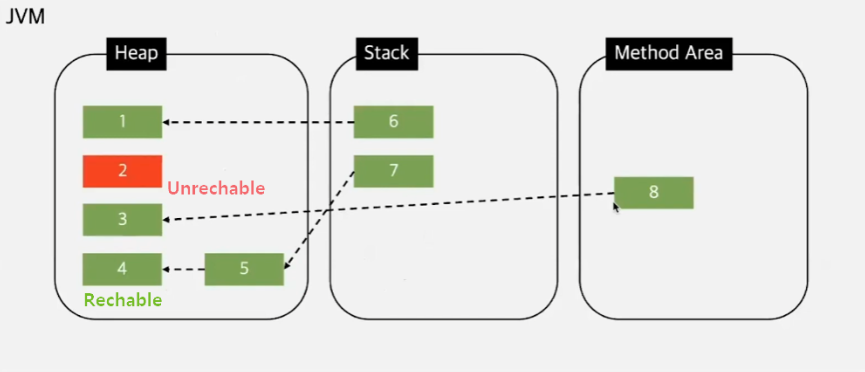 JVM
Heap
Stack
Method Area
1
6
2
7
Unrechable
8
3
4
5
Rechable